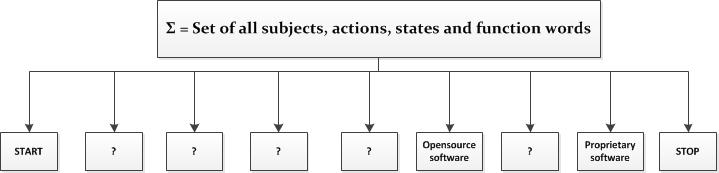 Σ = Set of all subjects, actions, states and function words
START
?
?
?
?
Opensource
software
?
Proprietary
software
STOP